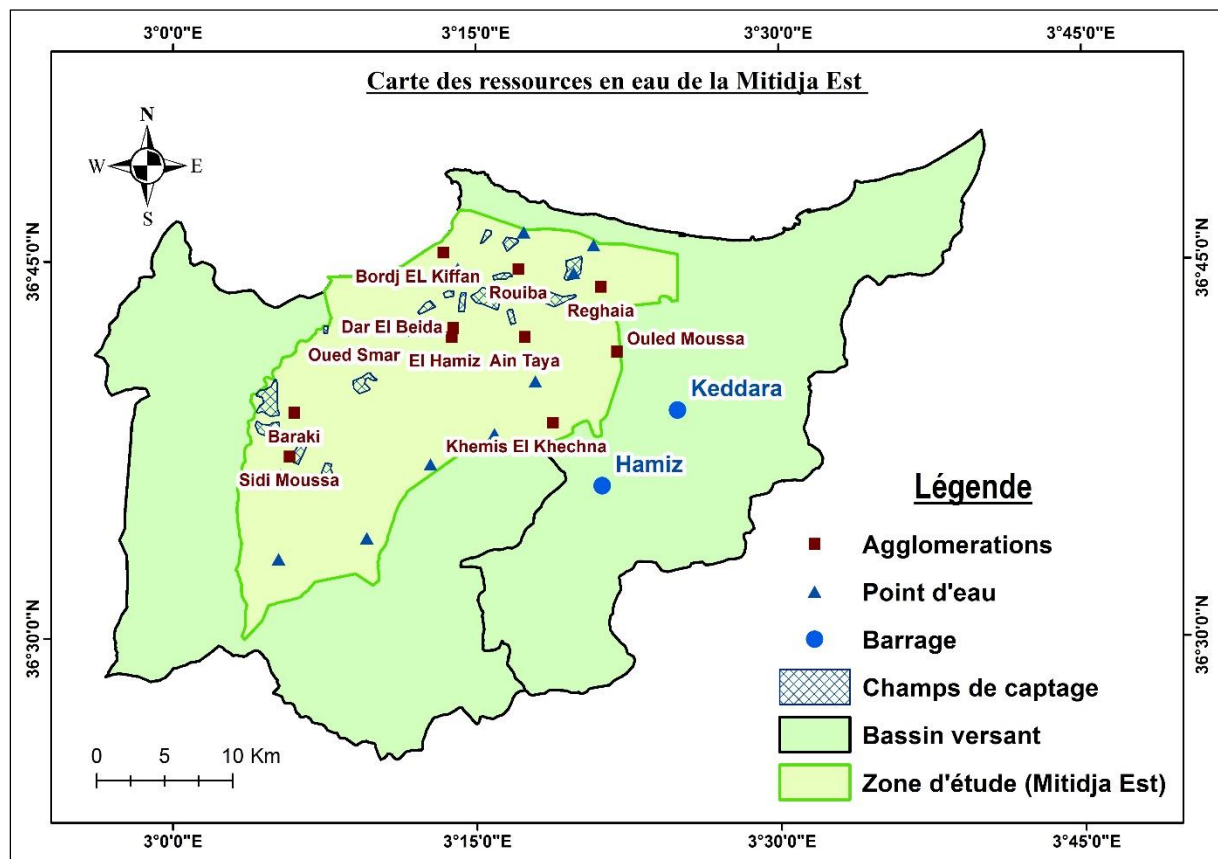 3°0'0"E 3°15'0"E 3°30'0"E 3°45'0"E
Carte des ressources en eau de la Mitidja Est
N
W E
S
36°45'0"N 36°45'0"N
Bordj EL Kiffan
Rouiba
Reghaia
Dar El Beida
Ouled Moussa
Oued Smar El Hamiz Ain Taya
Keddara
Baraki
Khemis El Khechna
Hamiz
Sidi Moussa
Légende
Agglomerations
Point d'eau
Barrage
36°30'0"N 36°30'0"N
Champs de captage
Bassin versant
0 5 10 Km
Zone d'étude (Mitidja Est)
3°0'0"E 3°15'0"E 3°30'0"E 3°45'0"E